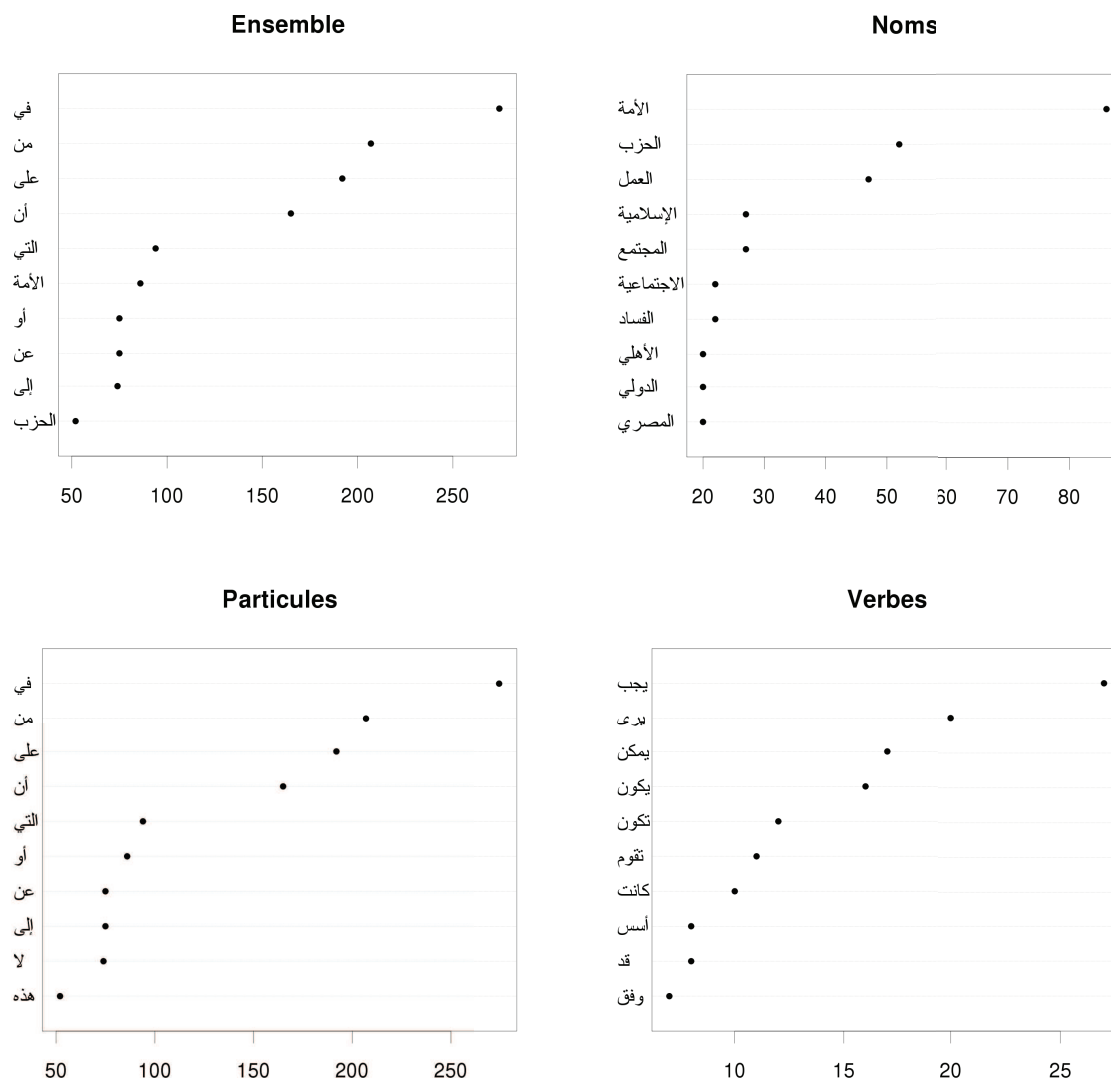 Ensemble
في
من
على
أن
التي
الأمة
أو
عن
إلى
الحزب
50 100 150 200 250
Noms
الأمة
الحزب
العمل
الإسلامية
المجتمع
الاجتماعية
الفساد
الأهلي
الدولي
المصري
20 30 40 50 60 70 80
Particules
في
من
على
أن
التي
أو
عن
إلى
لا
هذه
50 100 150 200 250
Verbes
يجب
يرى
يمكن
يكون
تكون
تقوم
كانت
أسس
قد
وفق
10 15 20 25